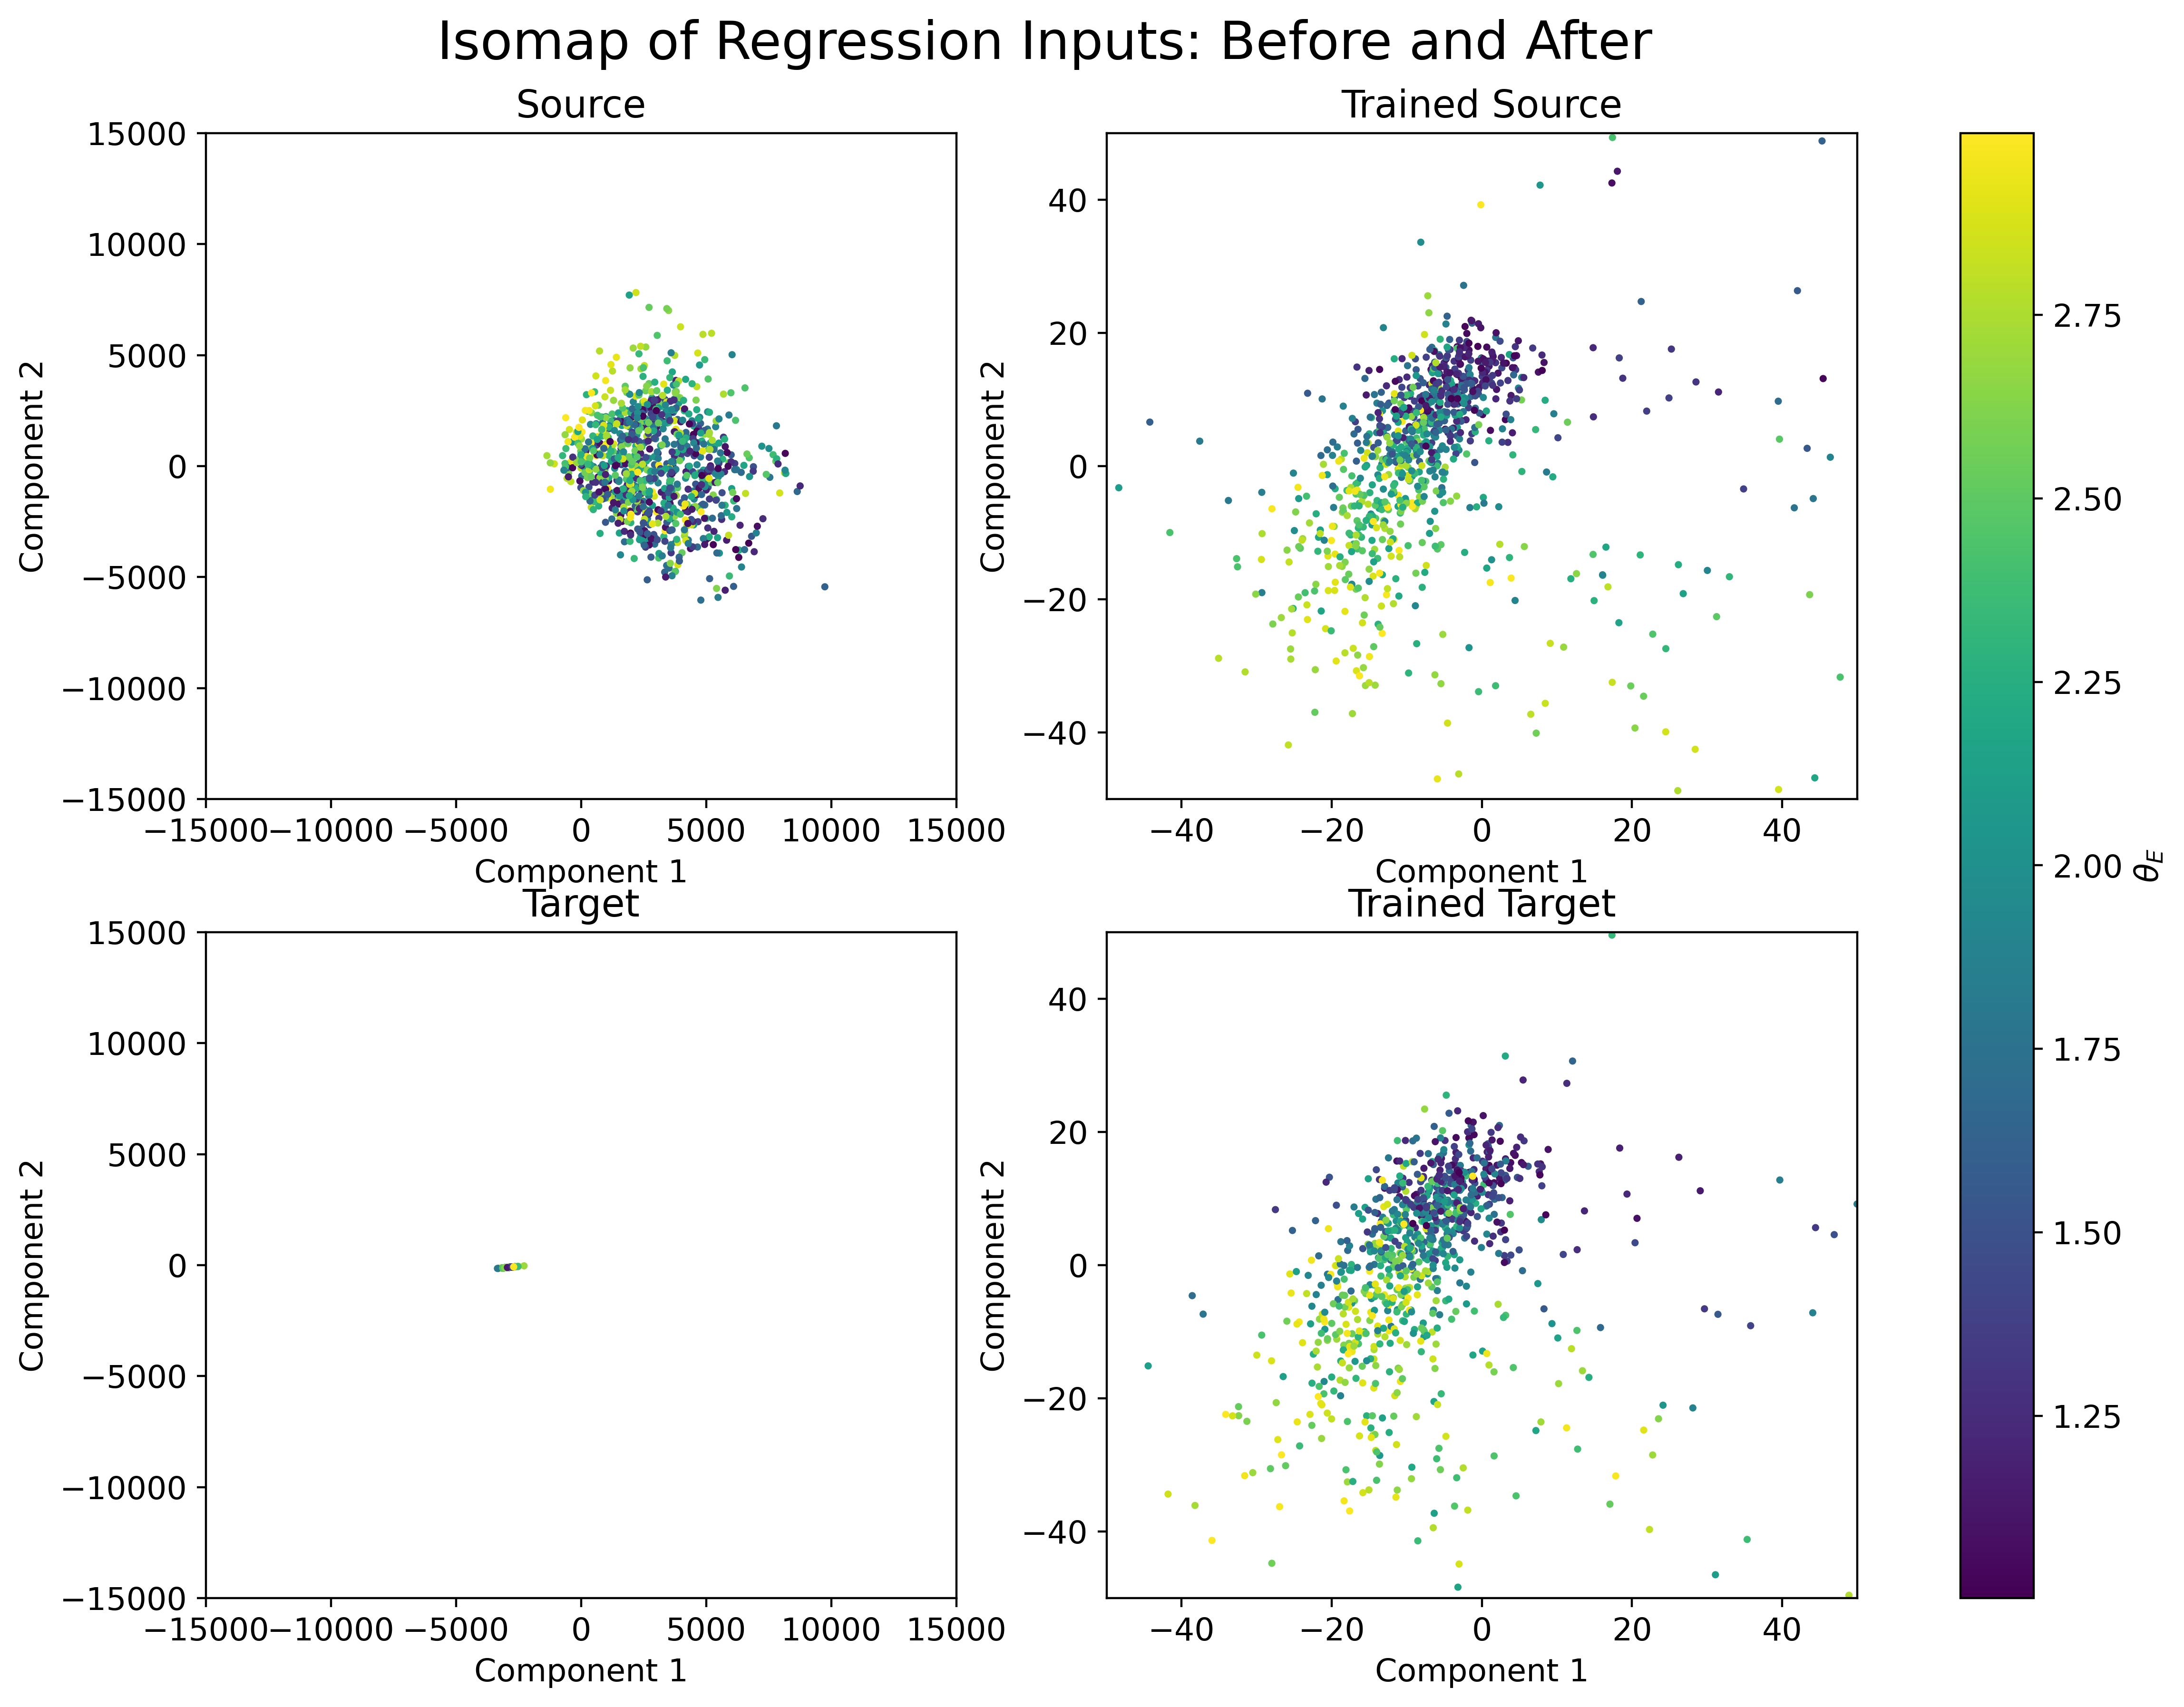 Isomap of Regression Inputs: Before and After
Source
15000
10000
5000
0
−5000
−10000
−15000
Component 2
−15000 −10000 −5000 0 5000 10000 15000
Component 1
Trained Source
40
20
0
−20
−40
Component 2
−40 −20 0 20 40
Component 1
Target
15000
10000
5000
0
−5000
−10000
−15000
Component 2
−15000 −10000 −5000 0 5000 10000 15000
Component 1
Trained Target
40
20
0
−20
−40
Component 2
−40 −20 0 20 40
Component 1
2.75
2.50
2.25
2.00
1.75
1.50
1.25
θ_E